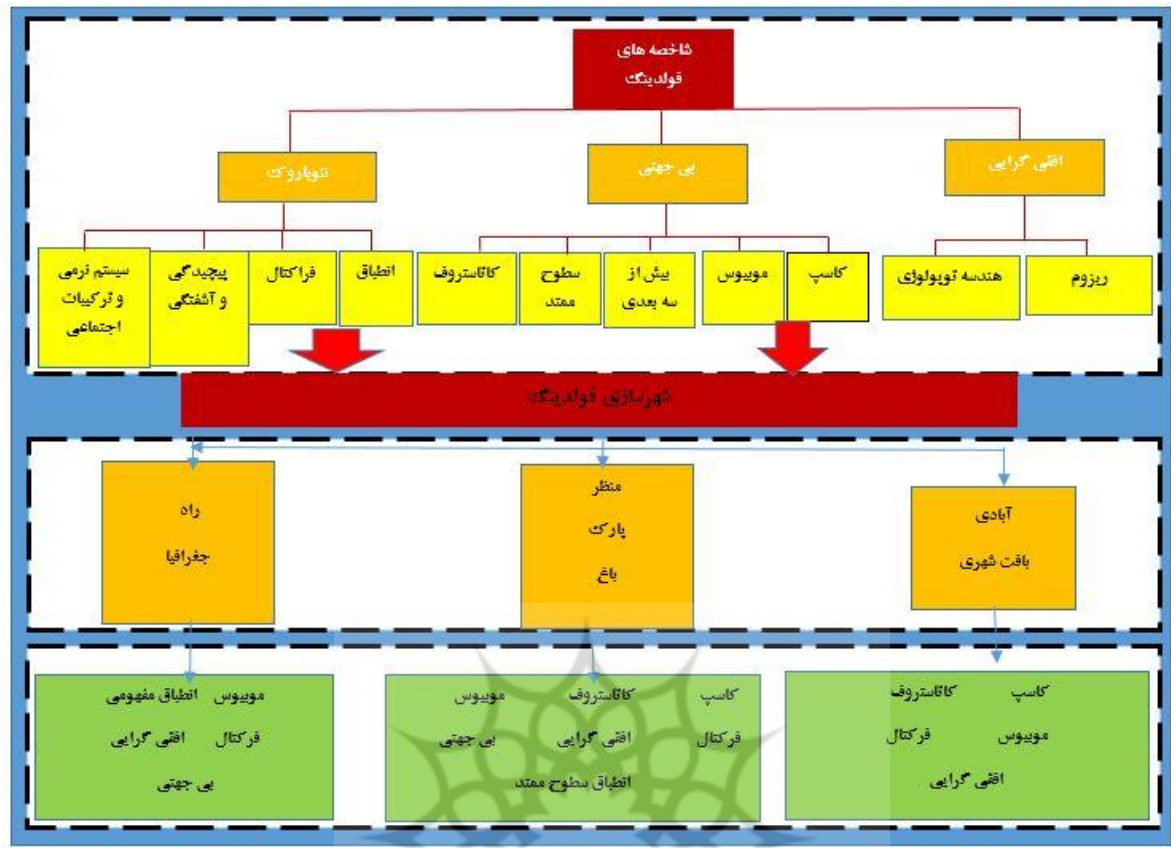 شاخصه های
فولدینگ
افقی گرایی
بی جهتی
نئوباروک
ریزوم
هندسه توپولوژی
کاسپ
موبیوس
بیش از
سه بعدی
سطوح
ممتد
کاتاستروف
انطباق
فراکتال
پیچیدگی
و آشفتگی
سیستم نرمی
و ترکیبات
اجتماعی
شهرسازی فولدینگ
آبادی
بافت شهری
منظر
پارک
باغ
راه
جغرافیا
کاسپ کاتاستروف
موبیوس فرکتال
افقی گرایی
کاسپ کاتاستروف موبیوس
فرکتال افقی گرایی بی جهتی
انطباق سطوح ممتد
موبیوس انطباق مفهومی
فرکتال افقی گرایی
بی جهتی